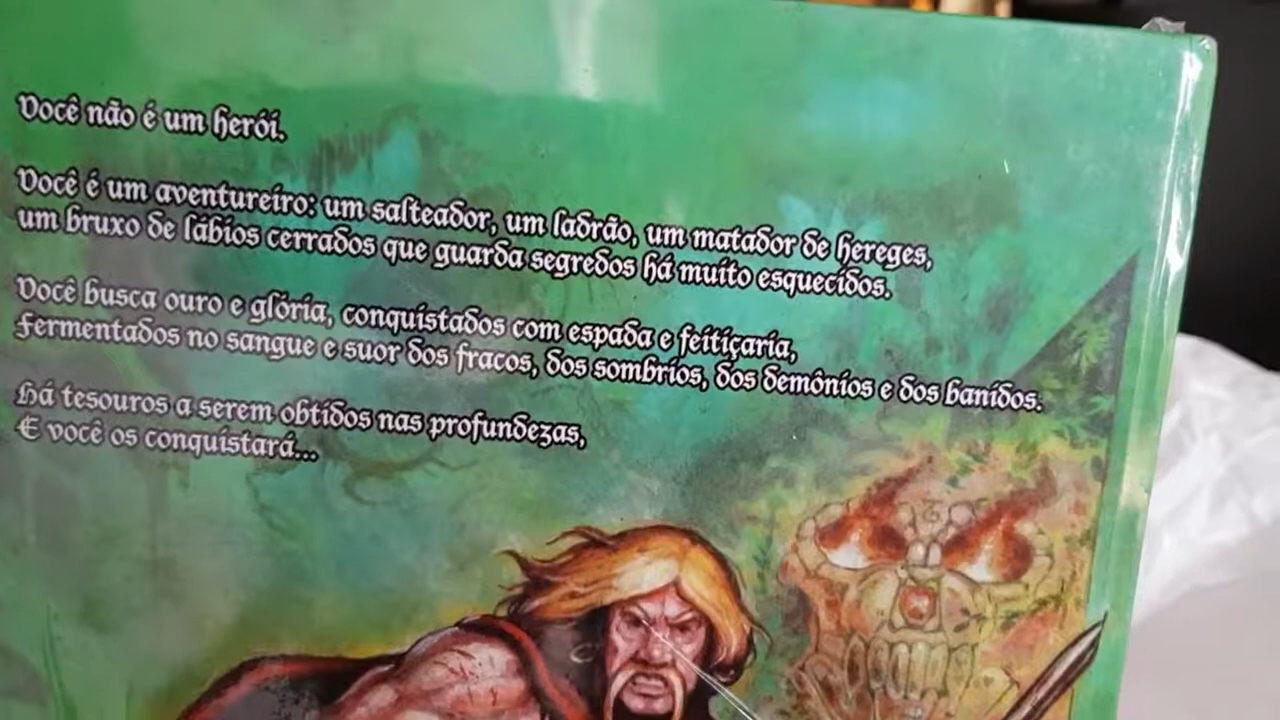 Você não é um herói.
Você é um aventureiro: um salteador, um ladrão, um matador de hereges,
um bruxo de lábios cerrados que guarda segredos há muito esquecidos.
Você busca ouro e glória, conquistados com espada e feitiçaria,
fermentados no sangue e suor dos fracos, dos sombrios, dos demônios e dos banidos.
Há tesouros a serem obtidos nas profundezas,
E você os conquistará...